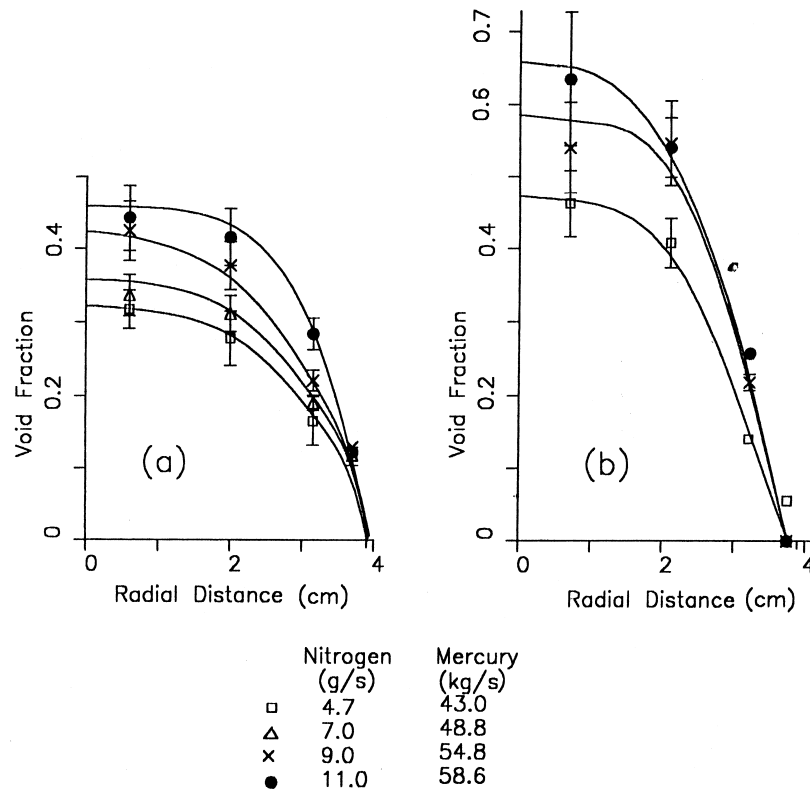 0.7
0.6
0.4
0.2
0
Void Fraction
(b)
0 2 4
Radial Distance (cm)
0.4
0.2
0
Void Fraction
(a)
0 2 4
Radial Distance (cm)
Nitrogen Mercury
(g/s) (kg/s)
4.7 43.0
7.0 48.8
9.0 54.8
11.0 58.6